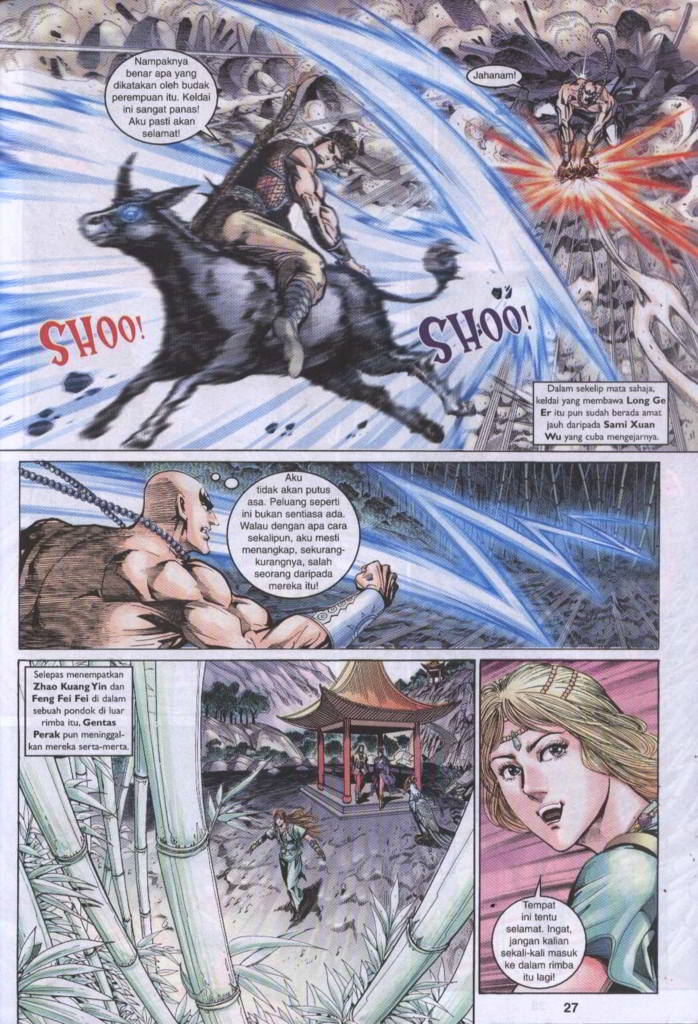 Nampaknya
benar apa yang
dikatakan oleh budak
perempuan itu. Keldai
ini sangat panas!
Aku pasti akan
selamat!
Jahanam!
SHOO!
SHOO!
Dalam sekelip mata sahaja,
keldai yang membawa Long Ge
Er itu pun sudah berada amat
jauh daripada Sami Xuan
Wu yang cuba mengejarnya.
Aku
tidak akan putus
asa. Peluang seperti
ini bukan sentiasa ada.
Walau dengan apa cara
sekalipun, aku mesti
menangkap, sekurang-
kurangnya, salah
seorang daripada
mereka itu!
Selepas menempatkan
Zhao Kuang Yin dan
Feng Fei Fei di dalam
sebuah pondok di luar
rimba itu, Gentas
Perak pun meninggal-
kan mereka serta-merta.
Tempat
ini tentu
selamat. Ingat,
jangan kalian
sekali-kali masuk
ke dalam rimba
itu lagi!
27